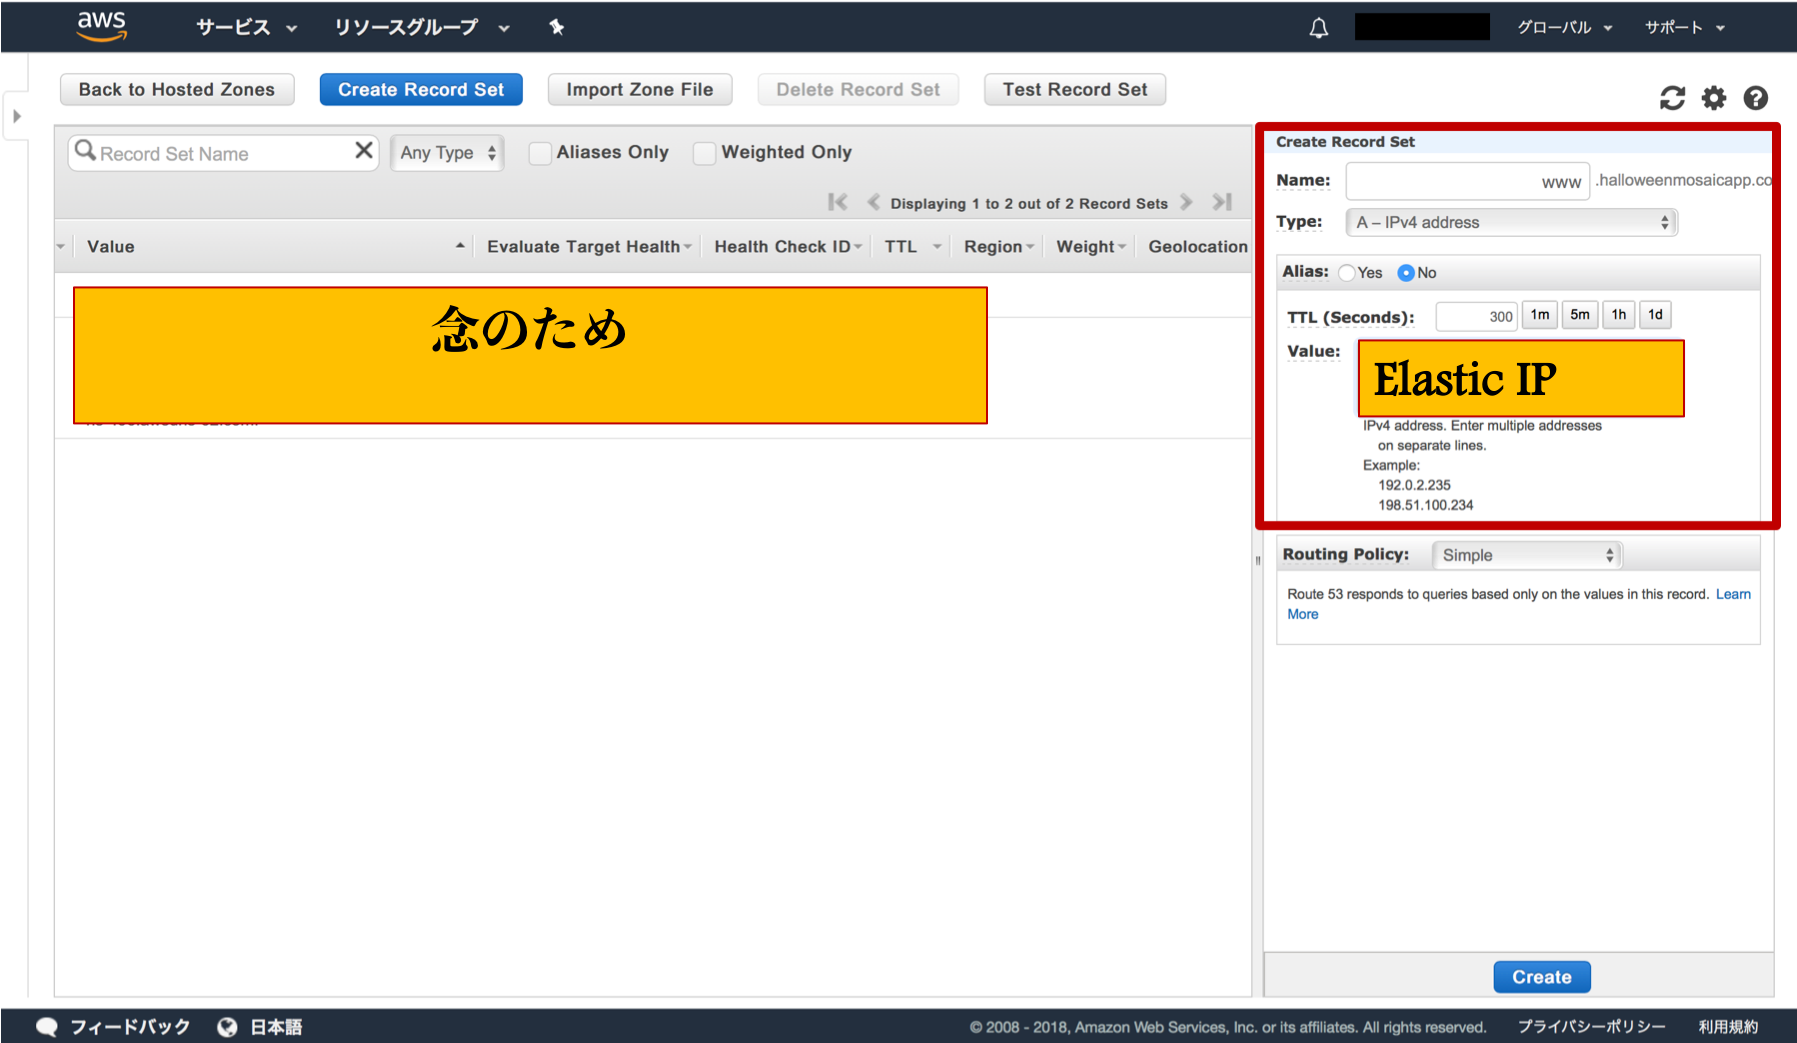 aws サービス リソースグループ グローバル サポート
Back to Hosted Zones Create Record Set Import Zone File Delete Record Set Test Record Set
Record Set Name Any Type Aliases Only Weighted Only
Displaying 1 to 2 out of 2 Record Sets
Value Evaluate Target Health Health Check ID TTL Region Weight Geolocation
念のため
Create Record Set
Name: www .halloweenmosaicapp.co
Type: A – IPv4 address
Alias: Yes No
TTL (Seconds): 300 1m 5m 1h 1d
Value: Elastic IP
IPv4 address. Enter multiple addresses
on separate lines.
Example:
192.0.2.235
198.51.100.234
Routing Policy: Simple
Route 53 responds to queries based only on the values in this record. Learn
More
Create
フィードバック 日本語 © 2008 - 2018, Amazon Web Services, Inc. or its affiliates. All rights reserved. プライバシーポリシー 利用規約